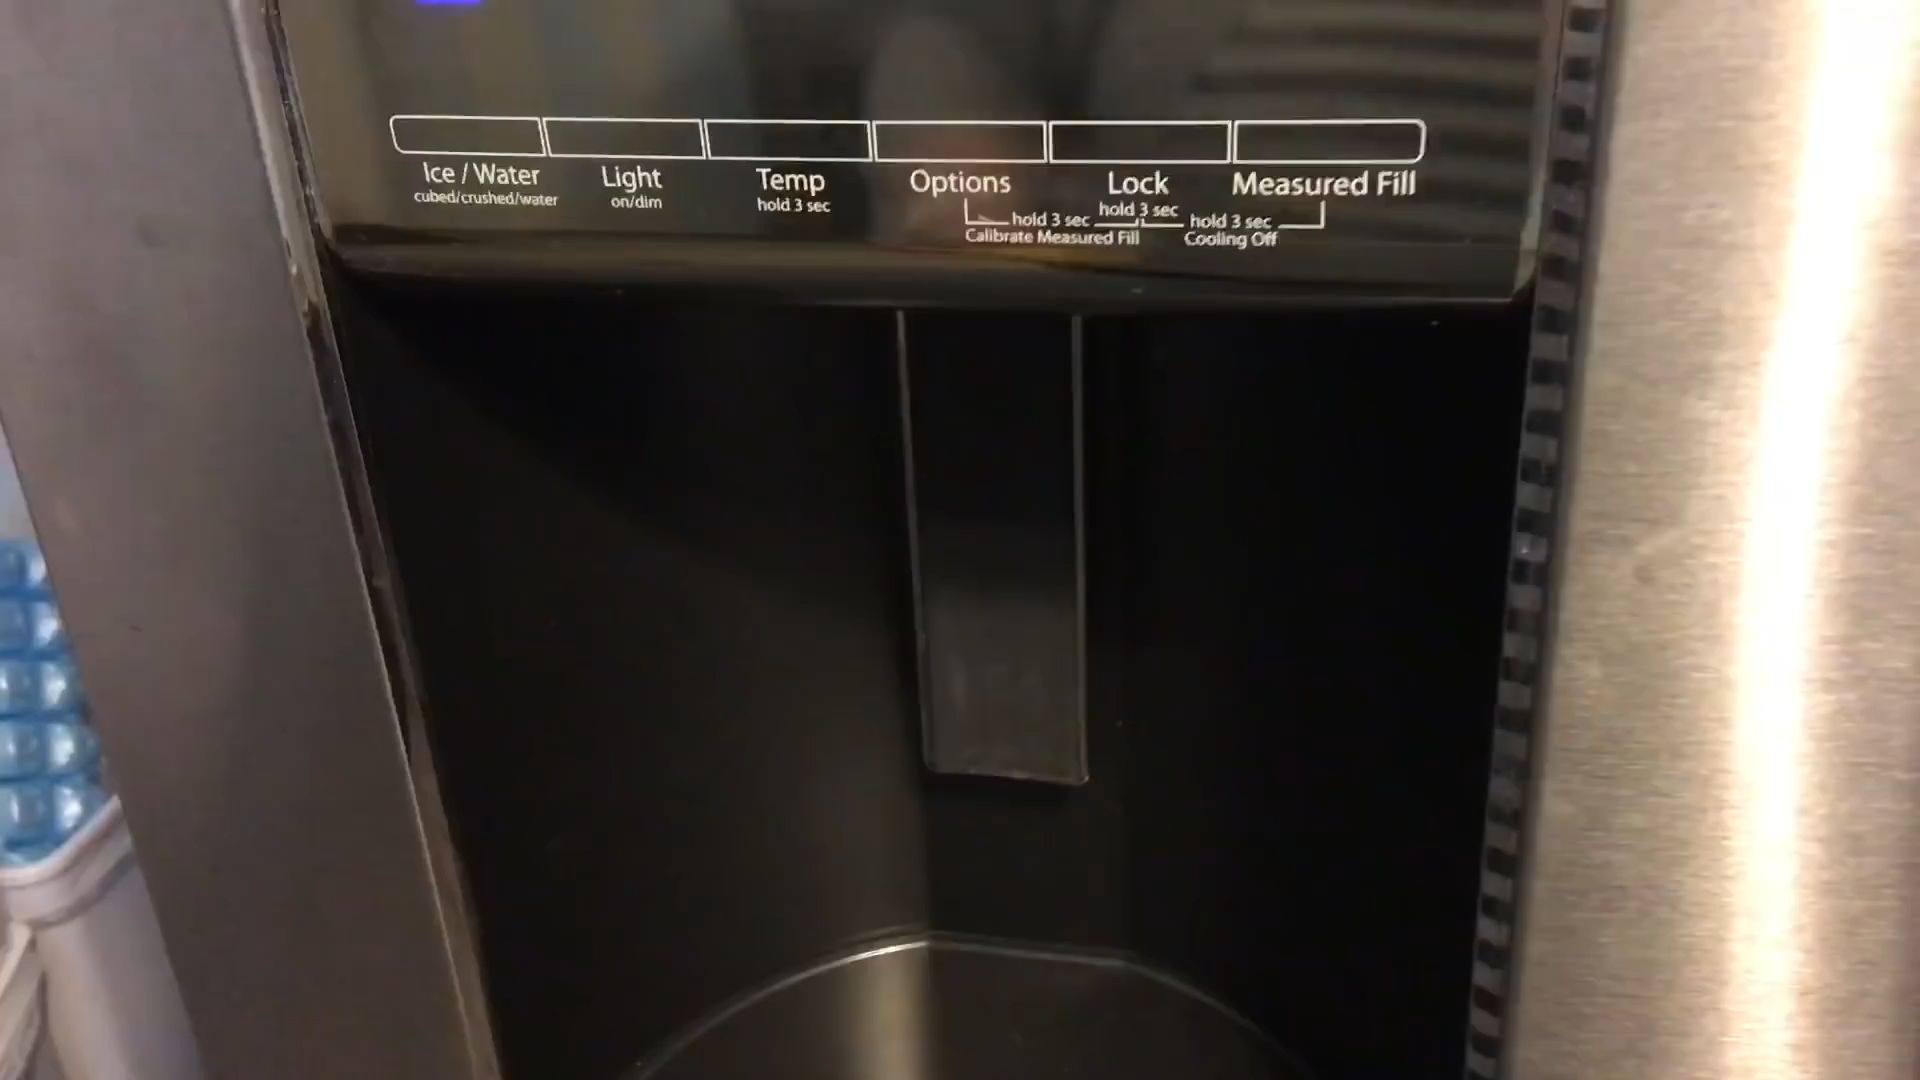 Ice / Water
cubed/crushed/water
Light
on/dim
Temp
hold 3 sec
Options
Lock
hold 3 sec
Measured Fill
hold 3 sec
Calibrate Measured Fill
hold 3 sec
Cooling Off